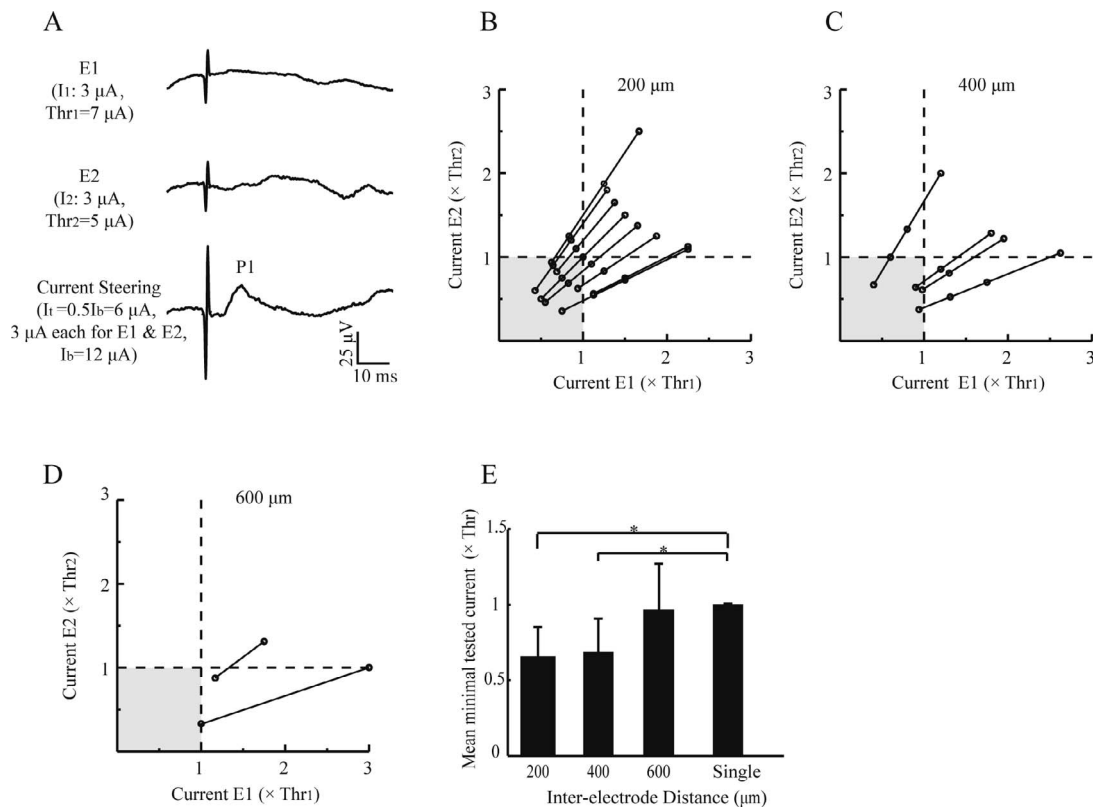 A
E1
(I1: 3 μA,
Thr1=7 μA)
E2
(I2: 3 μA,
Thr2=5 μA)
P1
Current Steering
(It =0.5Ib=6 μA,
3 μA each for E1 & E2,
Ib=12 μA)
25 μV
10 ms
B
200 μm
3
2
1
Current E2 (× Thr2)
1 2 3
Current E1 (× Thr1)
C
400 μm
3
2
1
Current E2 (× Thr2)
1 2 3
Current E1 (× Thr1)
D
600 μm
3
2
1
Current E2 (× Thr2)
1 2 3
Current E1 (× Thr1)
E
* 
*
1.5
1
0.5
0
Mean minimal tested current (× Thr)
200 400 600 Single
Inter-electrode Distance (μm)